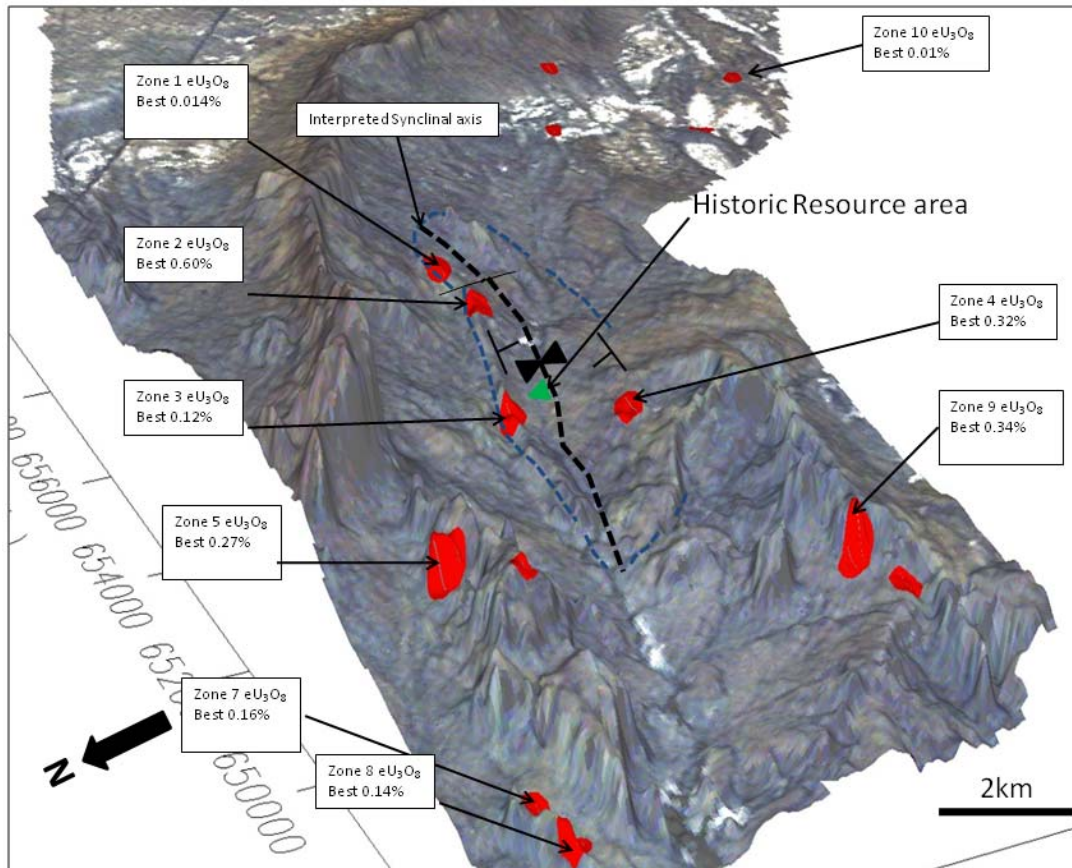 Zone 10 eU₃O₈
Best 0.01%
Zone 1 eU₃O₈
Best 0.014%
Interpreted Synclinal axis
Historic Resource area
Zone 2 eU₃O₈
Best 0.60%
Zone 4 eU₃O₈
Best 0.32%
Zone 3 eU₃O₈
Best 0.12%
Zone 9 eU₃O₈
Best 0.34%
Zone 5 eU₃O₈
Best 0.27%
656000
654000
Zone 7 eU₃O₈
Best 0.16%
650000
N
Zone 8 eU₃O₈
Best 0.14%
2km